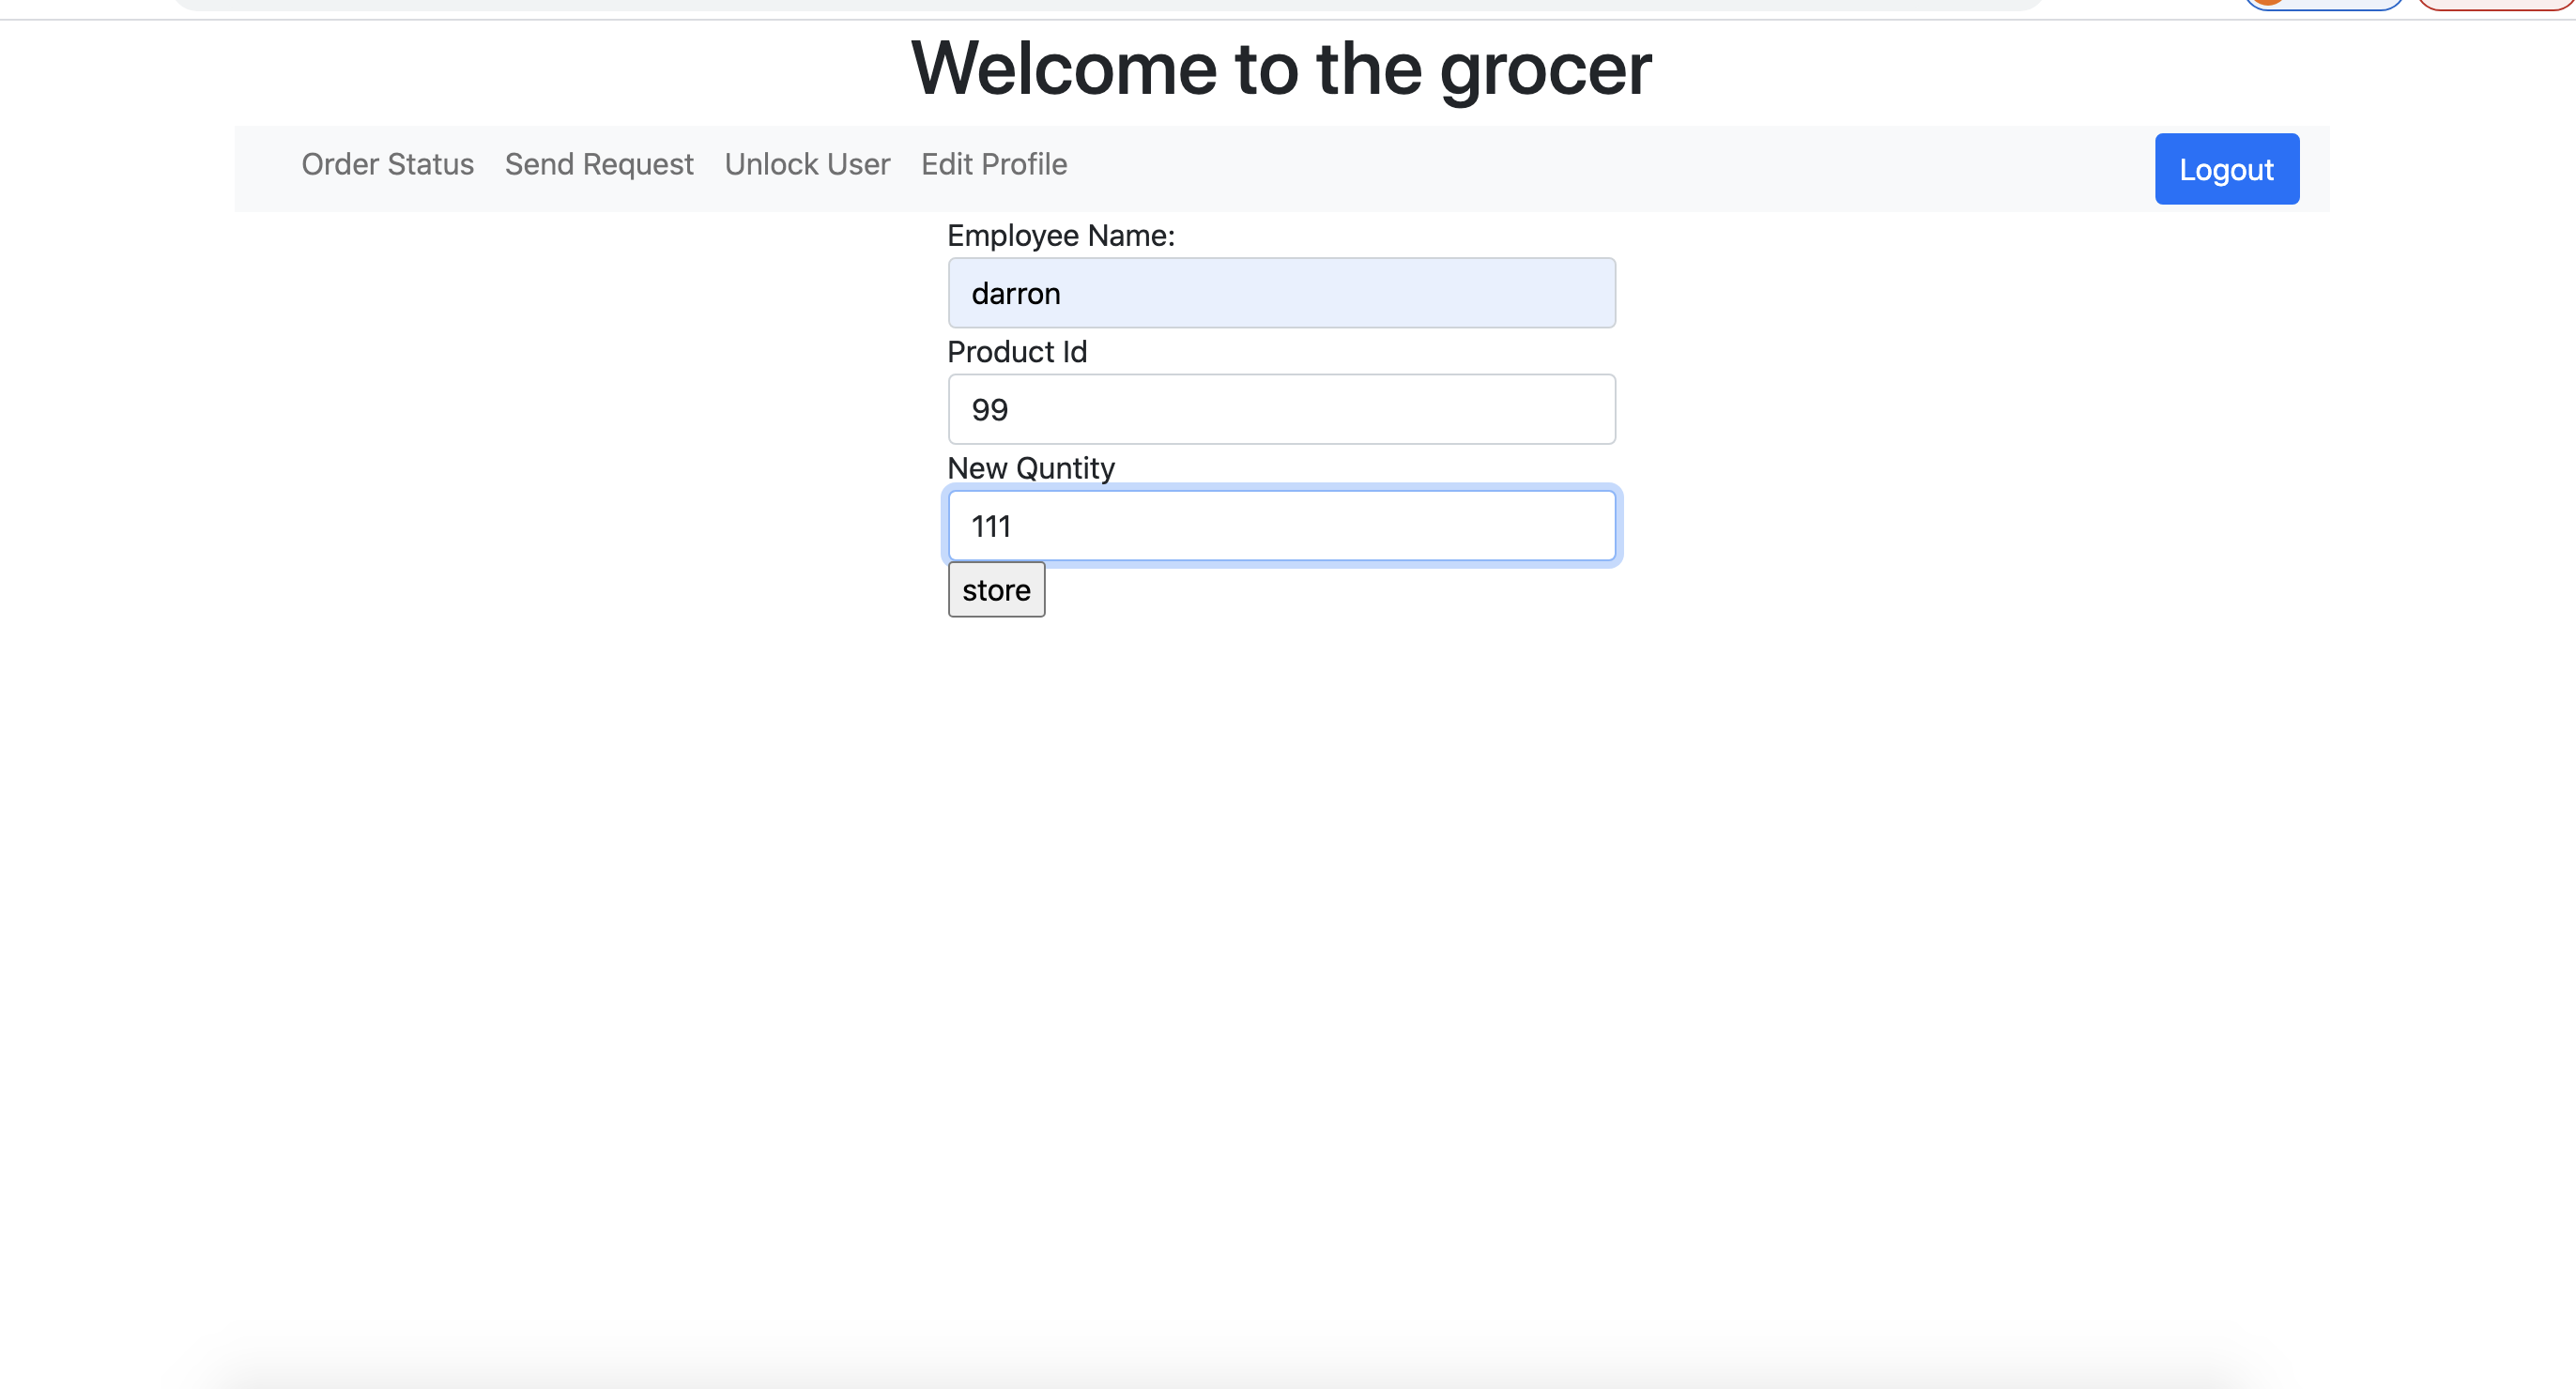 Welcome to the grocer
Order Status Send Request Unlock User Edit Profile Logout
Employee Name:
darron
Product Id
99
New Quntity
111
store